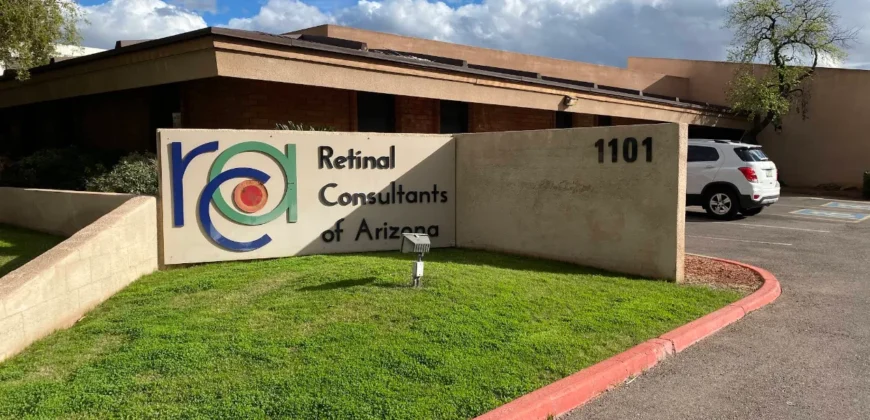 rca
Retinal
Consultants
of Arizona
1101